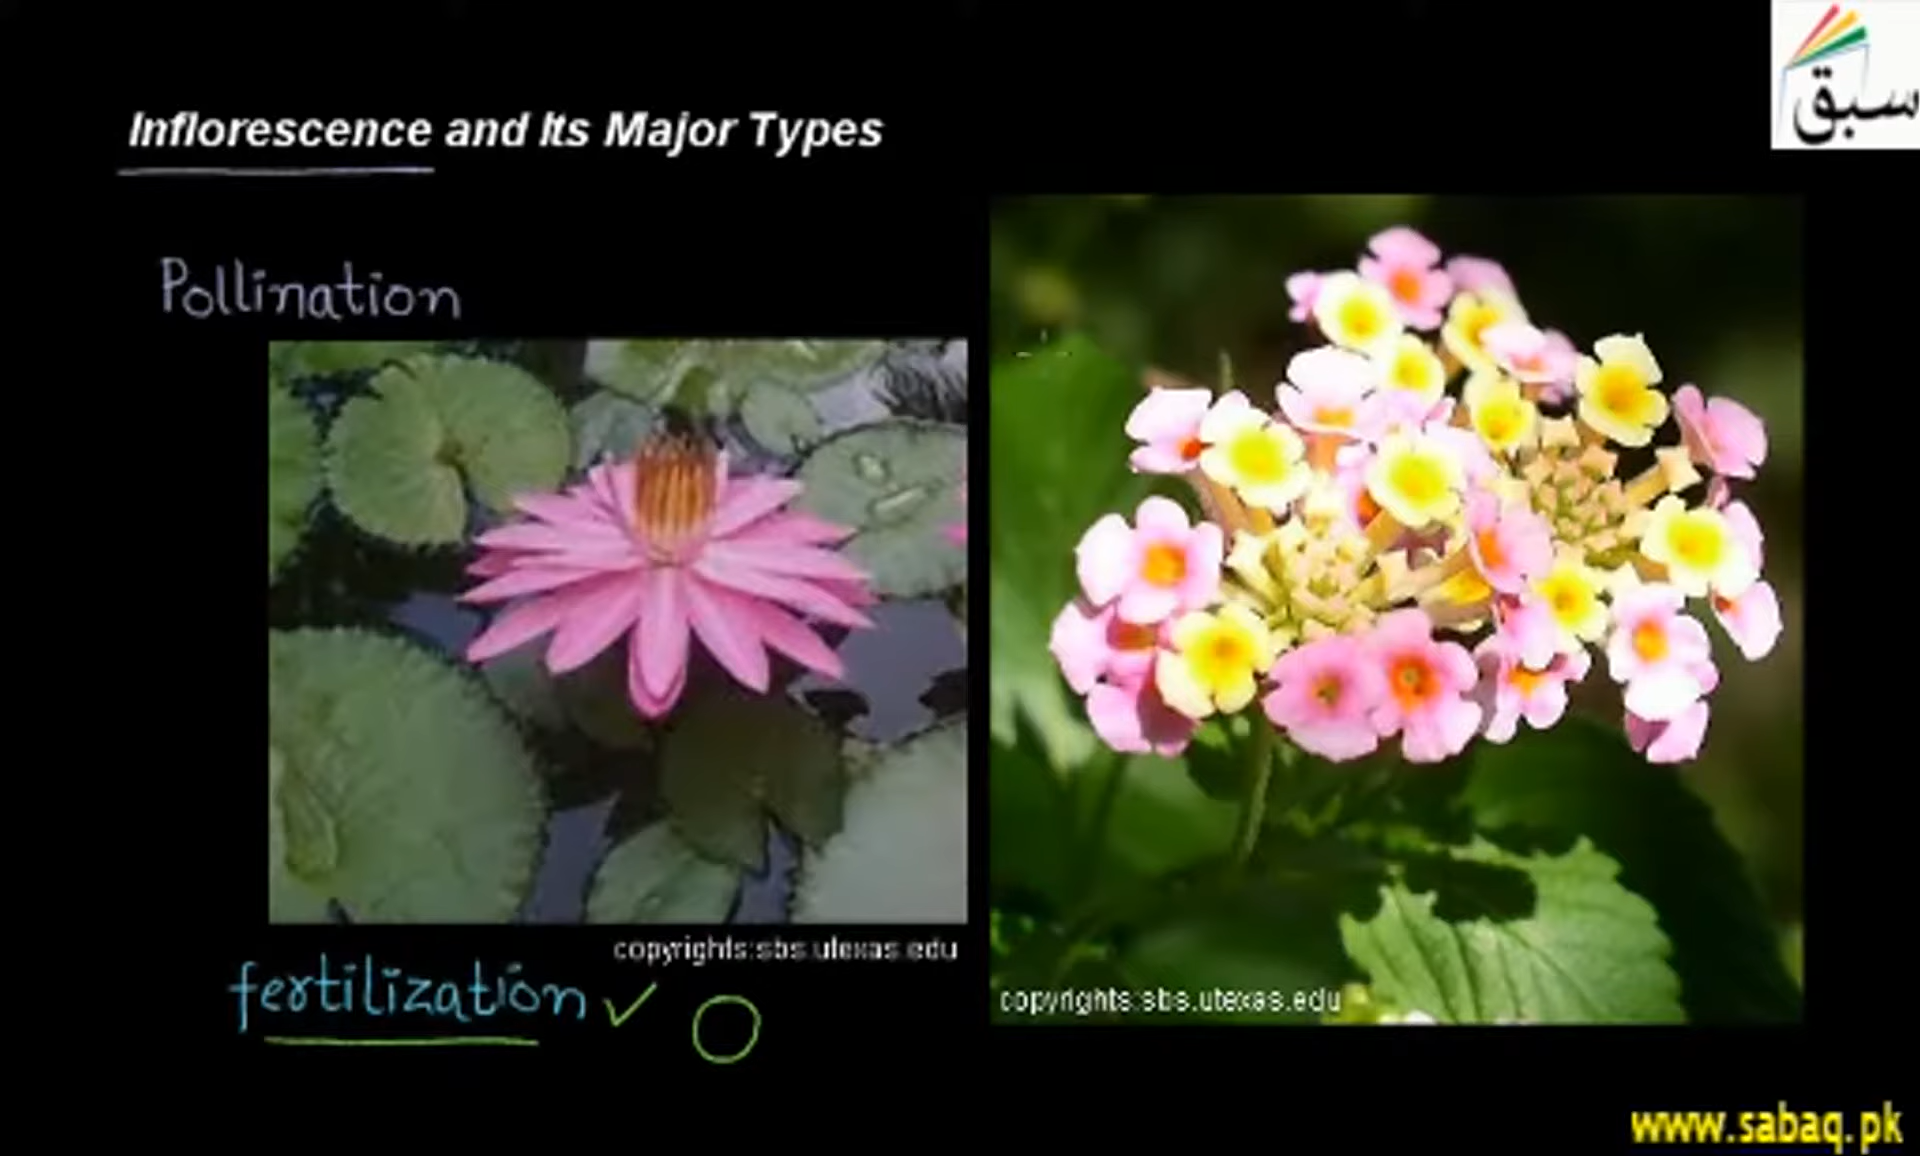 سبق
Inflorescence and Its Major Types
Pollination
copyrights:sbs.utexas.edu
fertilization ✓
copyrights:sbs.utexas.edu
www.sabaq.pk